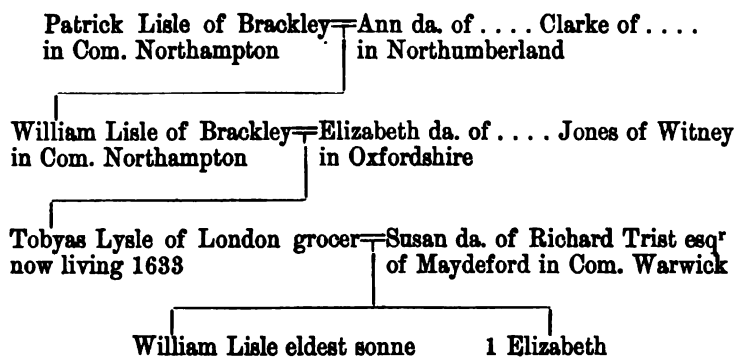 Patrick Lisle of Brackley=Ann da. of .... Clarke of ....
in Com. Northampton in Northumberland
William Lisle of Brackley=Elizabeth da. of .... Jones of Witney
in Com. Northampton in Oxfordshire
Tobyas Lysle of London grocer=Susan da. of Richard Trist esqr
now living 1633 of Maydeford in Com. Warwick
William Lisle eldest sonne 1 Elizabeth